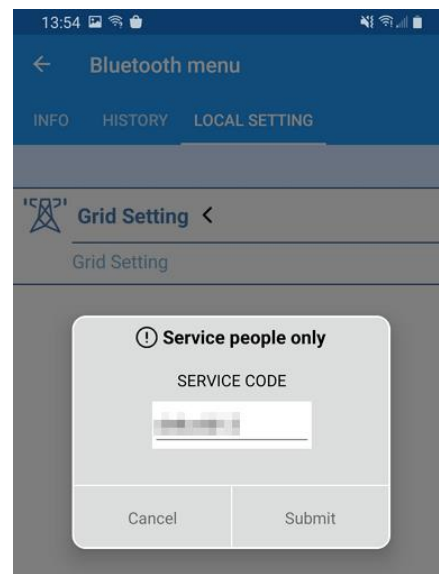 13:54
Bluetooth menu
INFO HISTORY LOCAL SETTING
Grid Setting <
Grid Setting
Service people only
SERVICE CODE
Cancel Submit